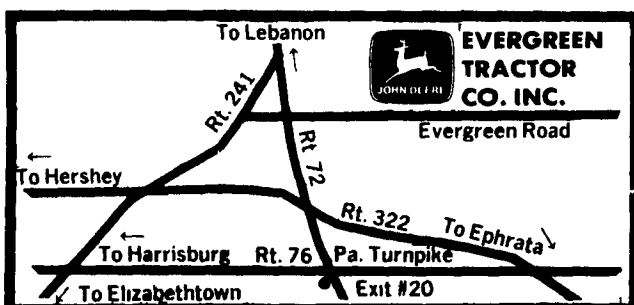 To Lebanon
EVERGREEN
TRACTOR
CO. INC.
JOHN DEERE
Rt. 241
Evergreen Road
Rt 72
To Hershey
Rt. 322
To Ephrata
To Harrisburg
Rt. 76 Pa. Turnpike
To Elizabethtown
Exit #20